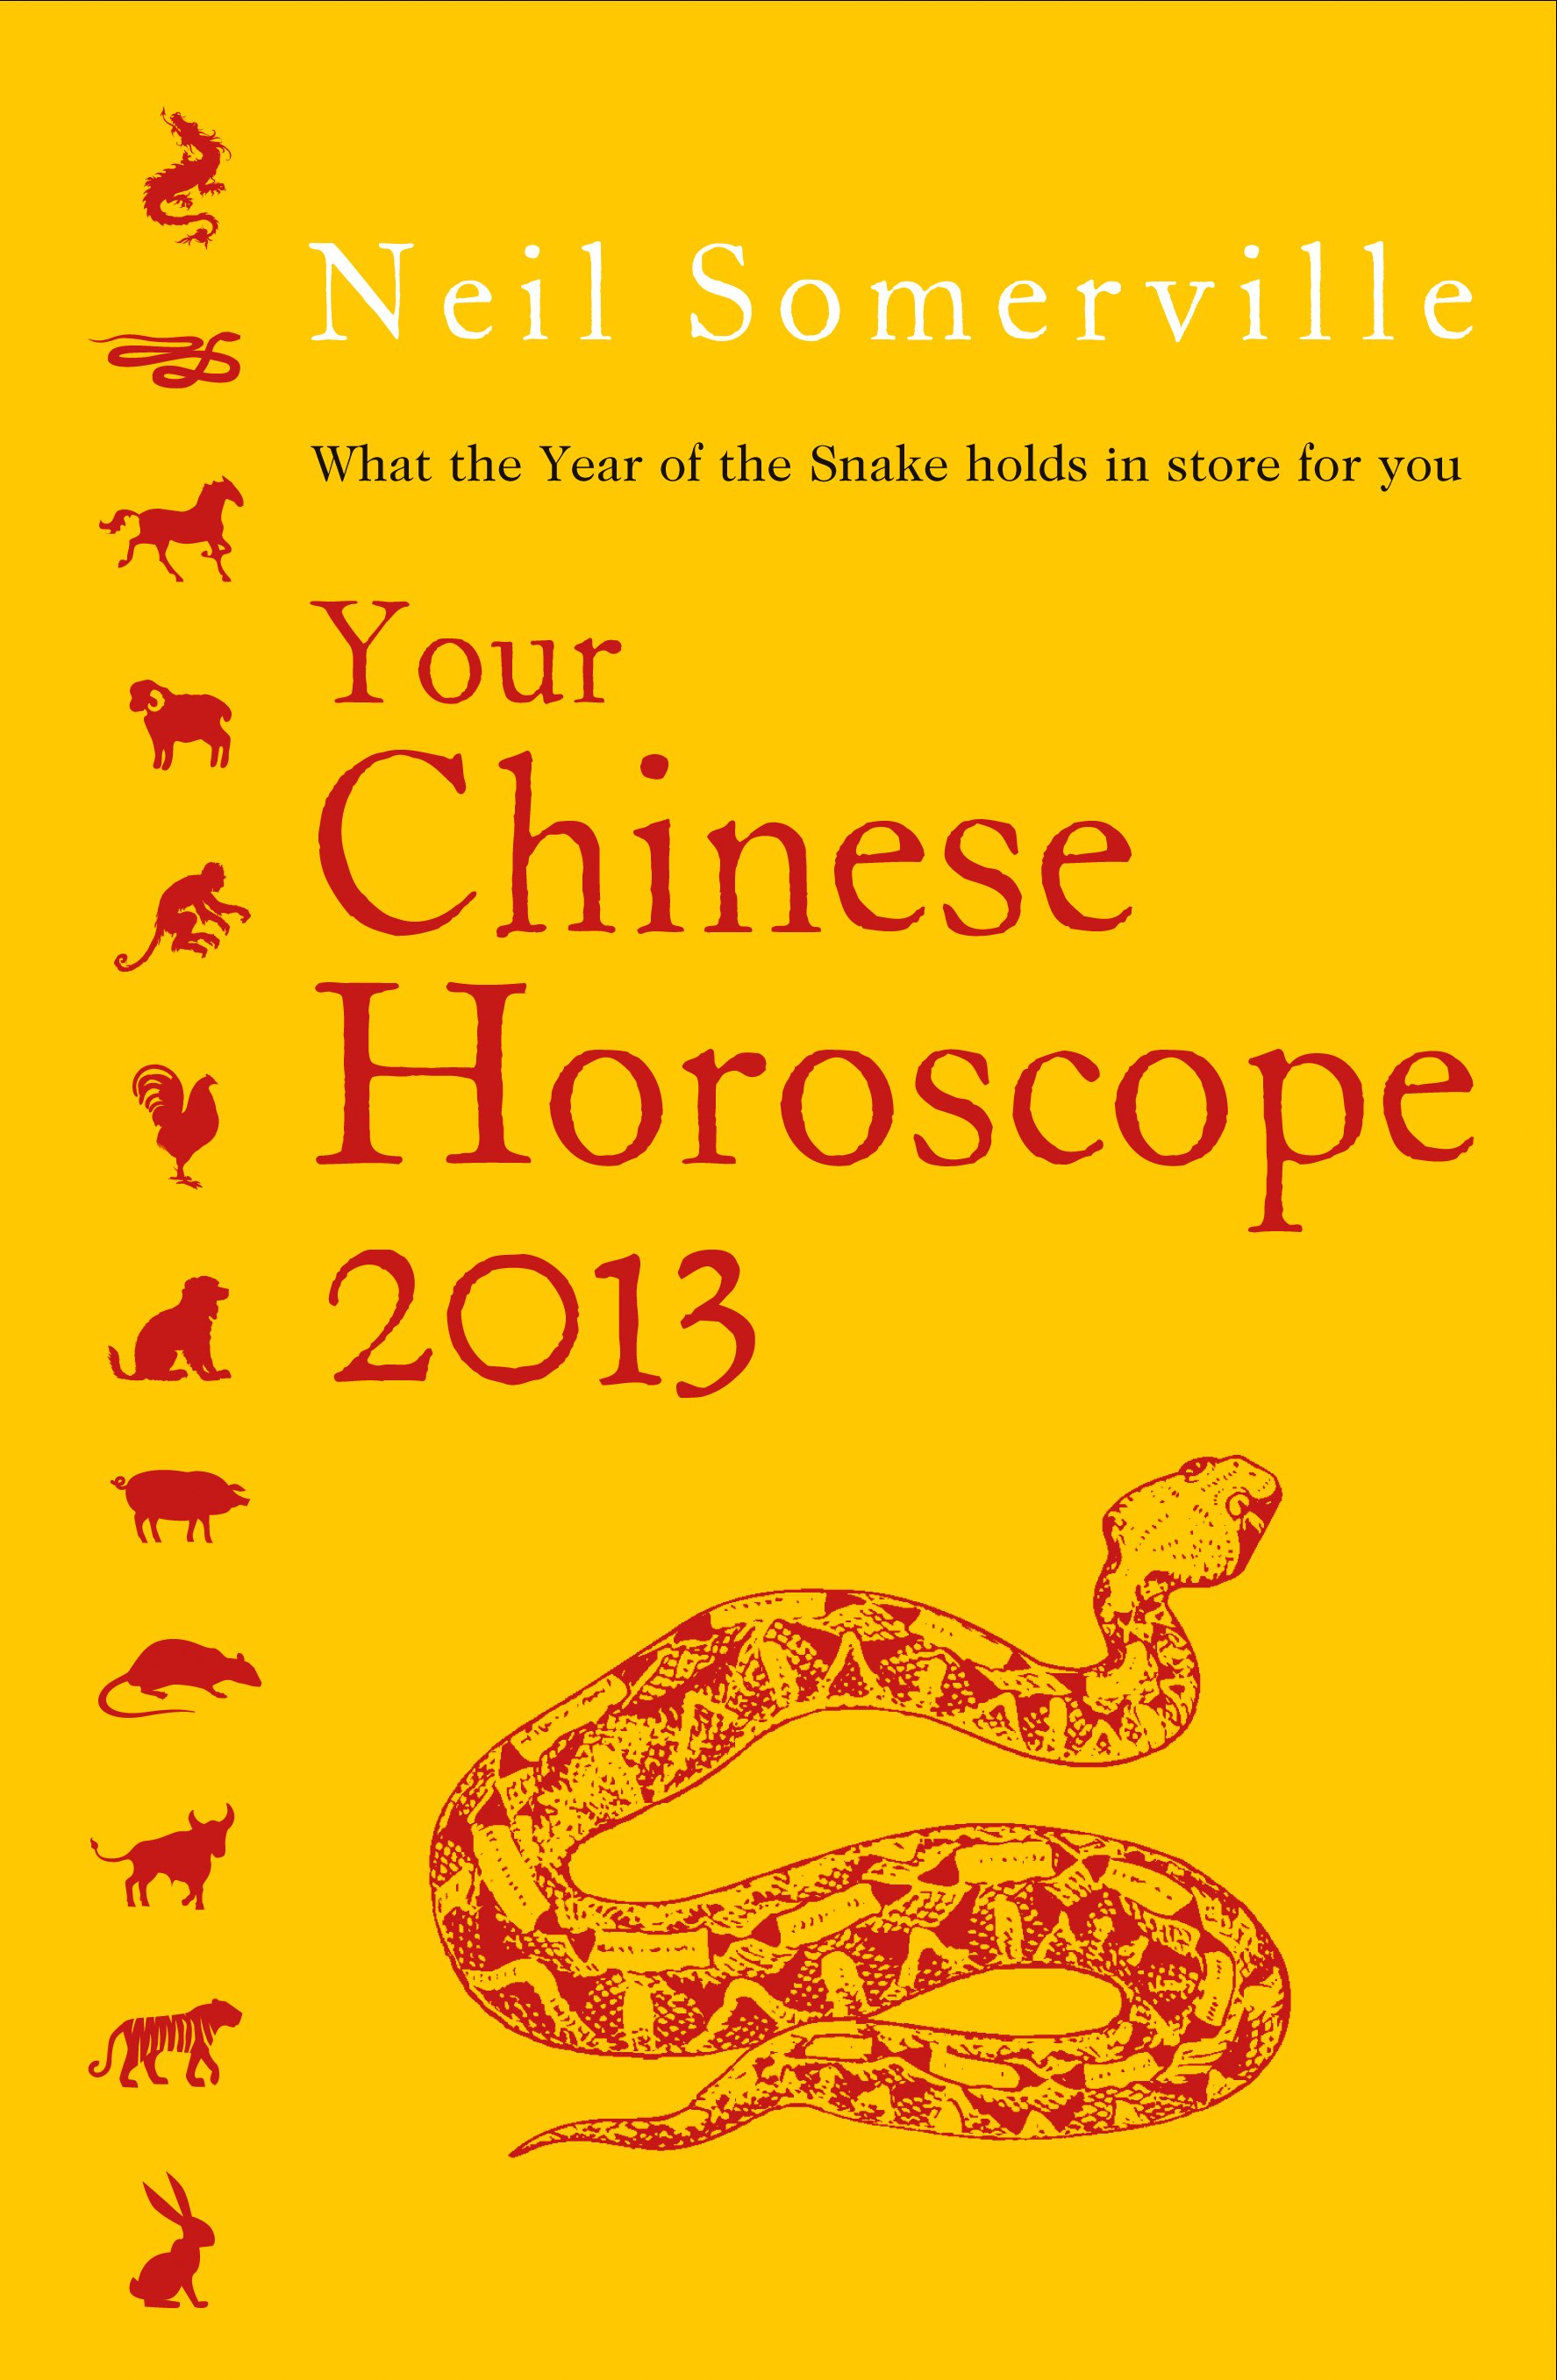 Neil Somerville
What the Year of the Snake holds in store for you
Your
Chinese
Horoscope
2013